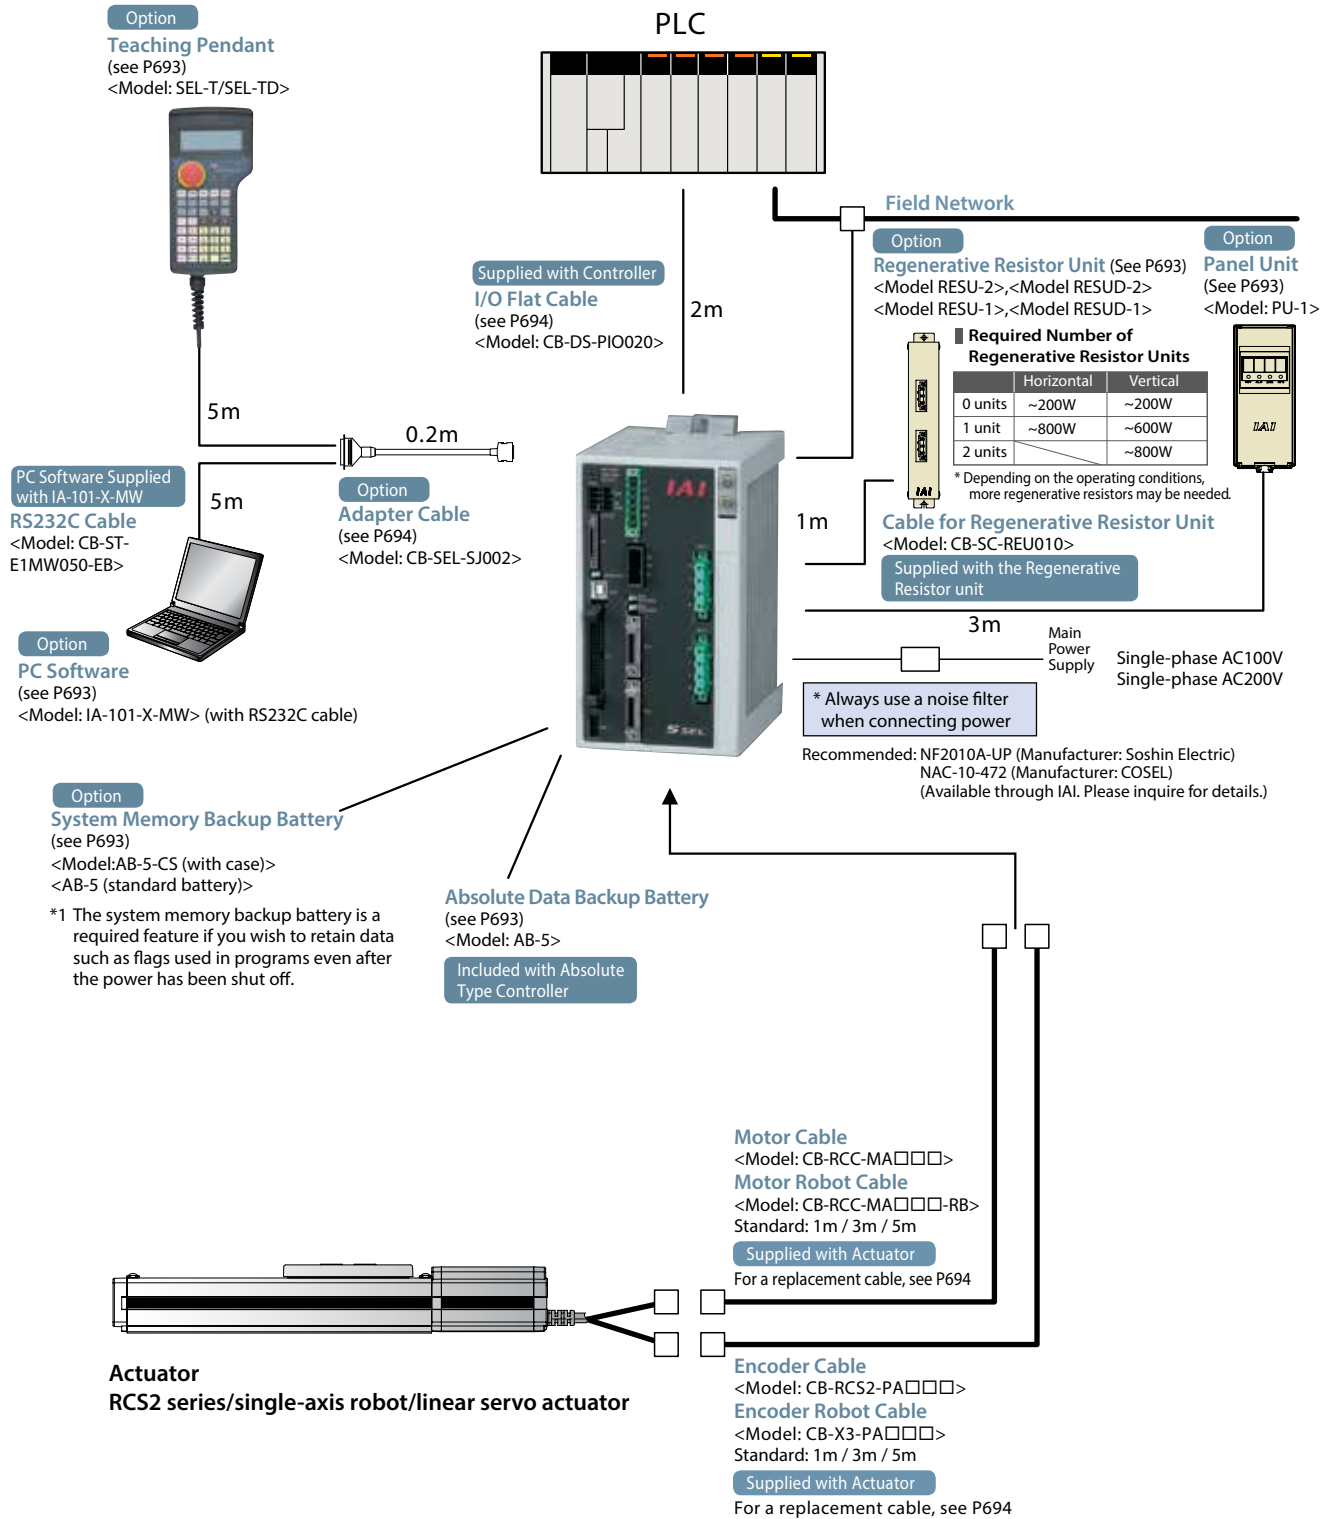 Option
Teaching Pendant
(see P693)
<Model: SEL-T/SEL-TD>
PLC
Field Network
Supplied with Controller
I/O Flat Cable
(see P694)
<Model: CB-DS-PIO020>
2m
Option
Regenerative Resistor Unit (See P693)
<Model RESU-2>,<Model RESUD-2>
<Model RESU-1>,<Model RESUD-1>
Option
Panel Unit
(See P693)
<Model: PU-1>
Required Number of
Regenerative Resistor Units
Horizontal Vertical
0 units ~200W ~200W
1 unit ~800W ~600W
2 units ~800W
* Depending on the operating conditions,
more regenerative resistors may be needed.
IAI
IAI
5m
0.2m
PC Software Supplied
with IA-101-X-MW
RS232C Cable
<Model: CB-ST-
E1MW050-EB>
5m
Option
Adapter Cable
(see P694)
<Model: CB-SEL-SJ002>
IAI
SSEL
1m
Cable for Regenerative Resistor Unit
<Model: CB-SC-REU010>
Supplied with the Regenerative
Resistor unit
3m
Option
PC Software
(see P693)
<Model: IA-101-X-MW> (with RS232C cable)
Main
Power
Supply
Single-phase AC100V
Single-phase AC200V
* Always use a noise filter
when connecting power
Recommended: NF2010A-UP (Manufacturer: Soshin Electric)
NAC-10-472 (Manufacturer: COSEL)
(Available through IAI. Please inquire for details.)
Option
System Memory Backup Battery
(see P693)
<Model:AB-5-CS (with case)>
<AB-5 (standard battery)>
*1 The system memory backup battery is a
required feature if you wish to retain data
such as flags used in programs even after
the power has been shut off.
Absolute Data Backup Battery
(see P693)
<Model: AB-5>
Included with Absolute
Type Controller
Motor Cable
<Model: CB-RCC-MA□□□>
Motor Robot Cable
<Model: CB-RCC-MA□□□-RB>
Standard: 1m / 3m / 5m
Supplied with Actuator
For a replacement cable, see P694
Actuator
RCS2 series/single-axis robot/linear servo actuator
Encoder Cable
<Model: CB-RCS2-PA□□□>
Encoder Robot Cable
<Model: CB-X3-PA□□□>
Standard: 1m / 3m / 5m
Supplied with Actuator
For a replacement cable, see P694